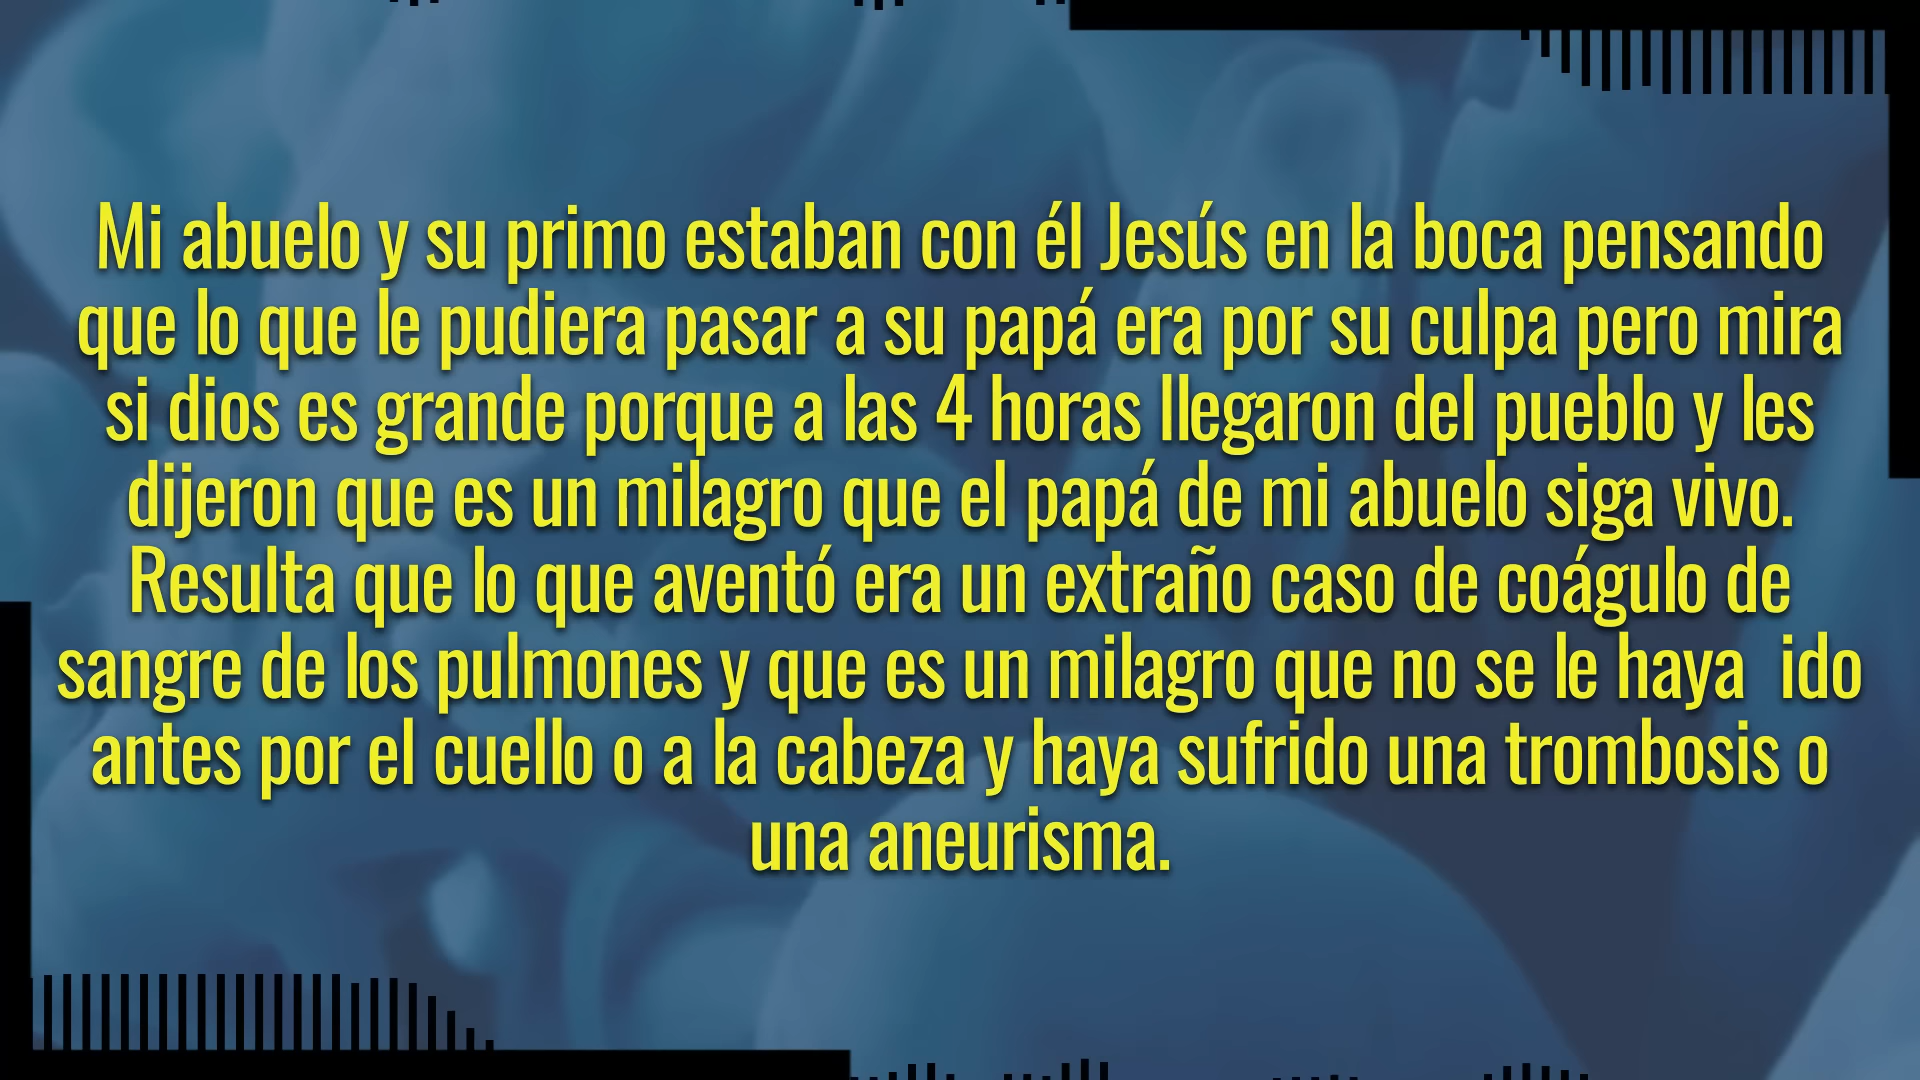 Mi abuelo y su primo estaban con él Jesús en la boca pensando
que lo que le pudiera pasar a su papá era por su culpa pero mira
si dios es grande porque a las 4 horas llegaron del pueblo y les
dijeron que es un milagro que el papá de mi abuelo siga vivo.
Resulta que lo que aventó era un extraño caso de coágulo de
sangre de los pulmones y que es un milagro que no se le haya  ido
antes por el cuello o a la cabeza y haya sufrido una trombosis o
una aneurisma.